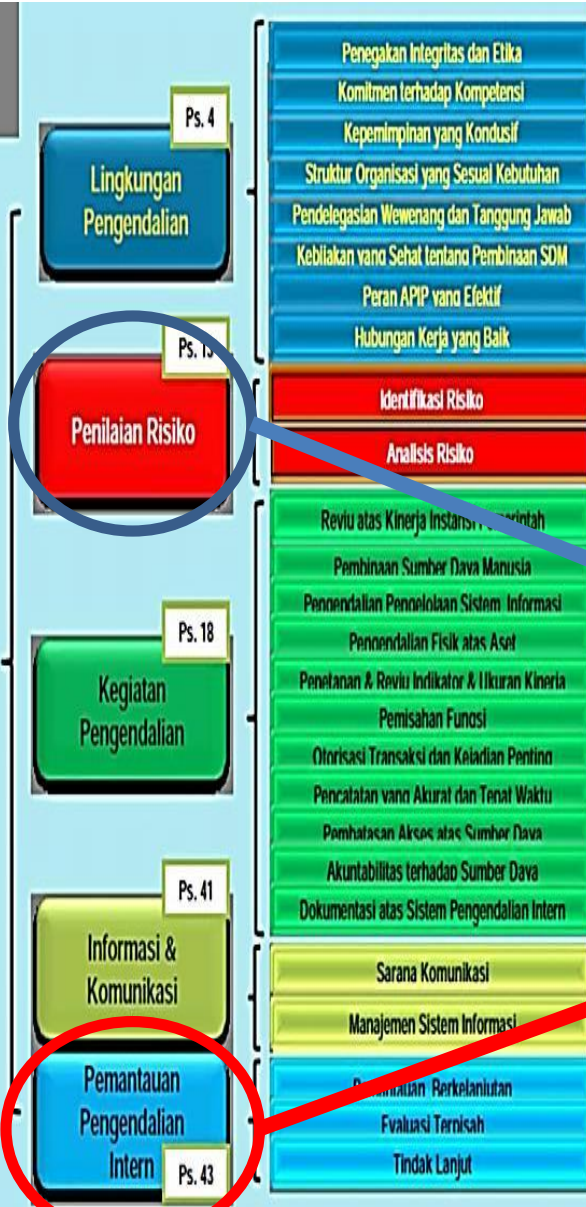 Ps. 4
Lingkungan
Pengendalian
Penegakan Integritas dan Etika
Komitmen terhadap Kompetensi
Kepemimpinan yang Kondusif
Struktur Organisasi yang Sesuai Kebutuhan
Pendelegasian Wewenang dan Tanggung Jawab
Kebijakan yang Sehat tentang Pembinaan SDM
Peran APIP yang Efektif
Hubungan Kerja yang Baik
Ps. 13
Penilaian Risiko
Identifikasi Risiko
Analisis Risiko
Ps. 18
Kegiatan
Pengendalian
Reviu atas Kinerja Instansi Pemerintah
Pembinaan Sumber Daya Manusia
Pengendalian Pengelolaan Sistem Informasi
Pengendalian Fisik atas Aset
Penetapan & Reviu Indikator & Ukuran Kinerja
Pemisahan Fungsi
Otorisasi Transaksi dan Kejadian Penting
Pencatatan yang Akurat dan Tepat Waktu
Pembatasan Akses atas Sumber Daya
Akuntabilitas terhadap Sumber Daya
Dokumentasi atas Sistem Pengendalian Intern
Ps. 41
Informasi &
Komunikasi
Sarana Komunikasi
Manajemen Sistem Informasi
Pemantauan
Pengendalian
Intern
Ps. 43
Pemantauan Berkelanjutan
Evaluasi Terpisah
Tindak Lanjut